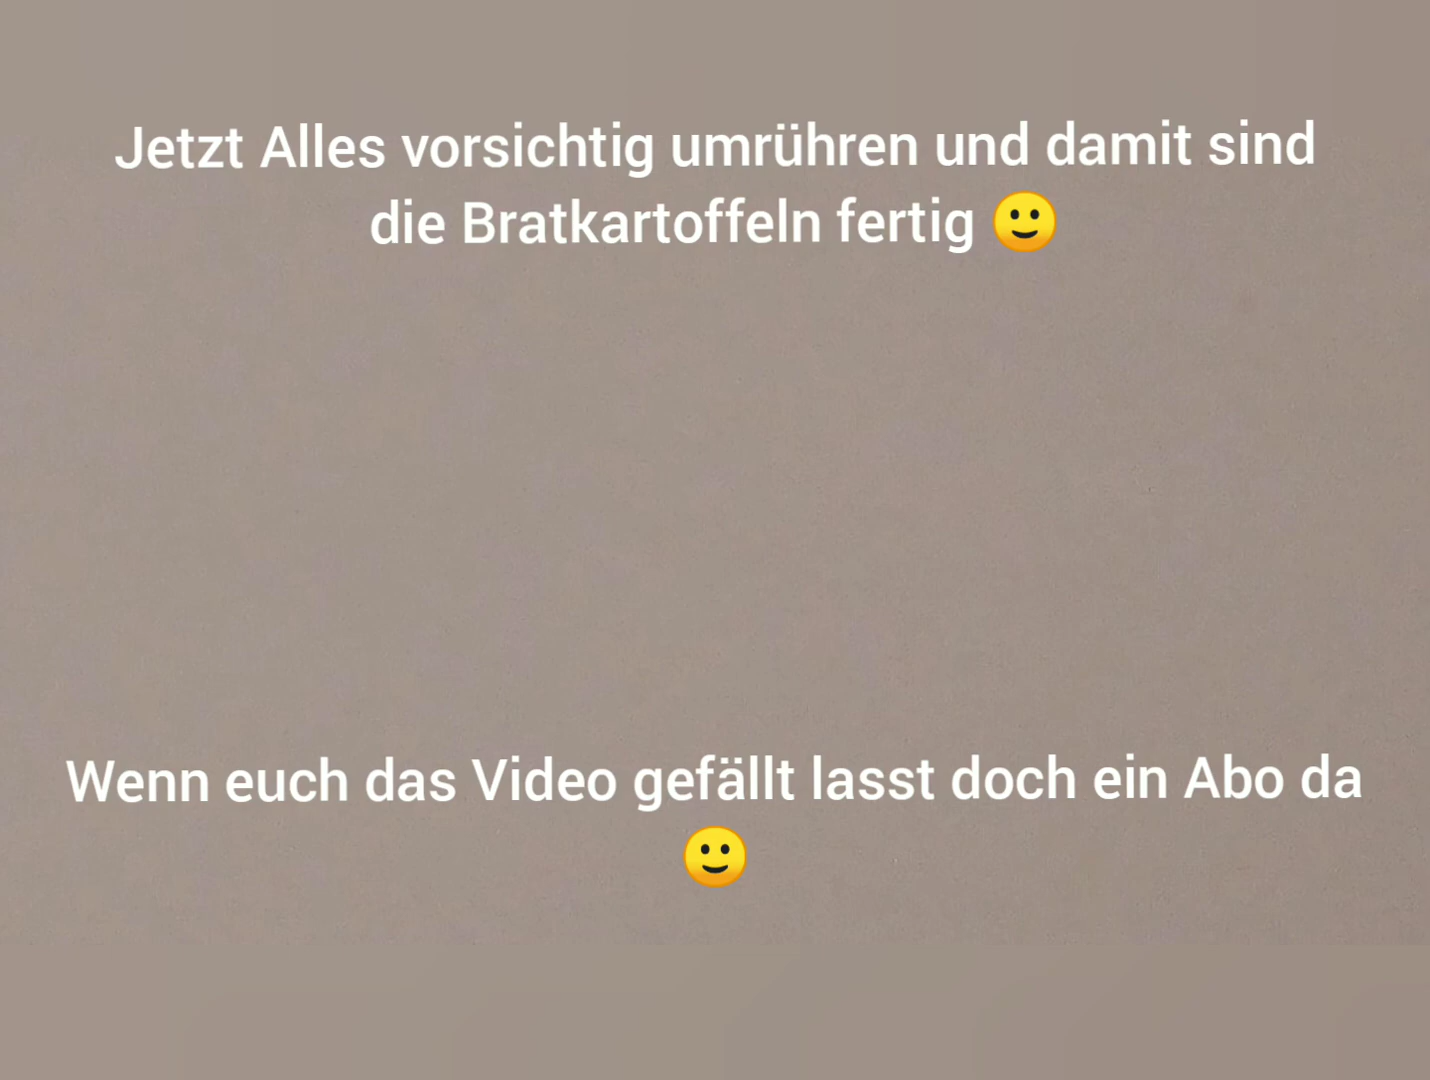 Jetzt Alles vorsichtig umrühren und damit sind
die Bratkartoffeln fertig 🙂
Wenn euch das Video gefällt lasst doch ein Abo da
🙂